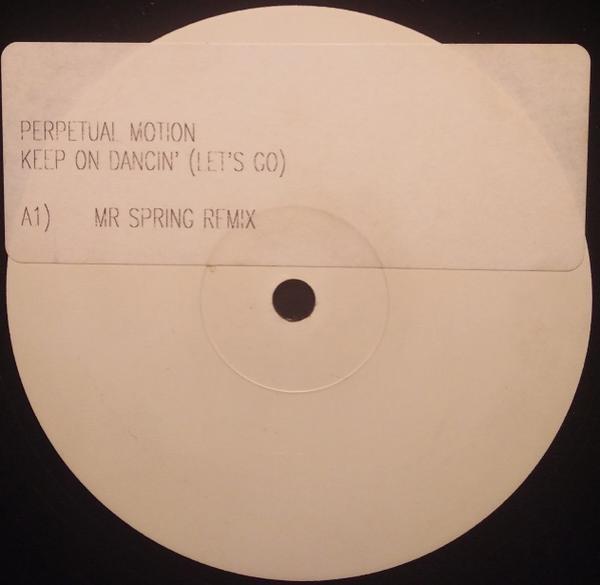 PERPETUAL MOTION
KEEP ON DANCIN' (LET'S GO)
A1) MR SPRING REMIX